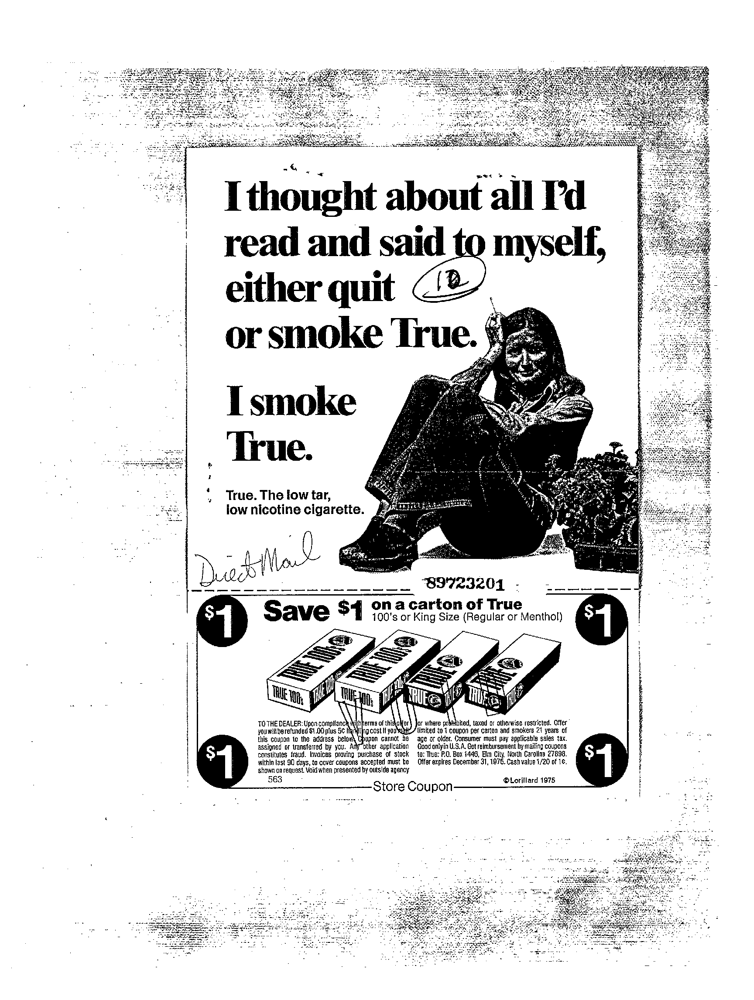 I thought about all I'd
read and said to myself,
either quit
10
or smoke True.
I smoke
True.
True. The low tar,
low nicotine cigarette.
Direct Mail
89723201
$1
Save $1 on a carton of True
100's or King Size (Regular or Menthol)
$1
TRUE 100s
TRUE 100s
TRUE
TRUE
TO THE DEALER: Upon compliance with terms of this offer
you will be refunded $1.00 plus 5¢ handling cost if you
this coupon to the address below. Coupon cannot be
assigned or transferred by you. Any other application
constitutes fraud. Invoices proving purchase of stock
within last 90 days, to cover coupons accepted must be
shown on request. Void when presented by outside agency
or where prohibited, taxed or otherwise restricted. Offer
limited to 1 coupon per carton and smokers 21 years of
age or older. Consumer must pay applicable sales tax.
Good only in U.S.A. Get reimbursement by mailing coupons
to: True: P.O. Box 1440, Elm City, North Carolina 27898.
Offer expires December 31, 1976. Cash value 1/20 of 1¢.
$1
$1
563
©Lorillard 1975
Store Coupon